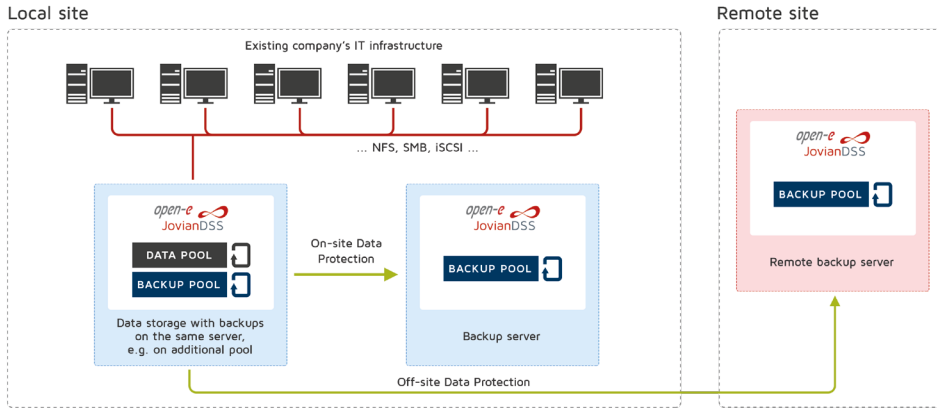 Local site
Remote site
Existing company's IT infrastructure
... NFS, SMB, iSCSI ...
open-e
JovianDSS
DATA POOL
BACKUP POOL
Data storage with backups
on the same server,
e.g. on additional pool
On-site Data
Protection
open-e
JovianDSS
BACKUP POOL
Backup server
open-e
JovianDSS
BACKUP POOL
Remote backup server
Off-site Data Protection